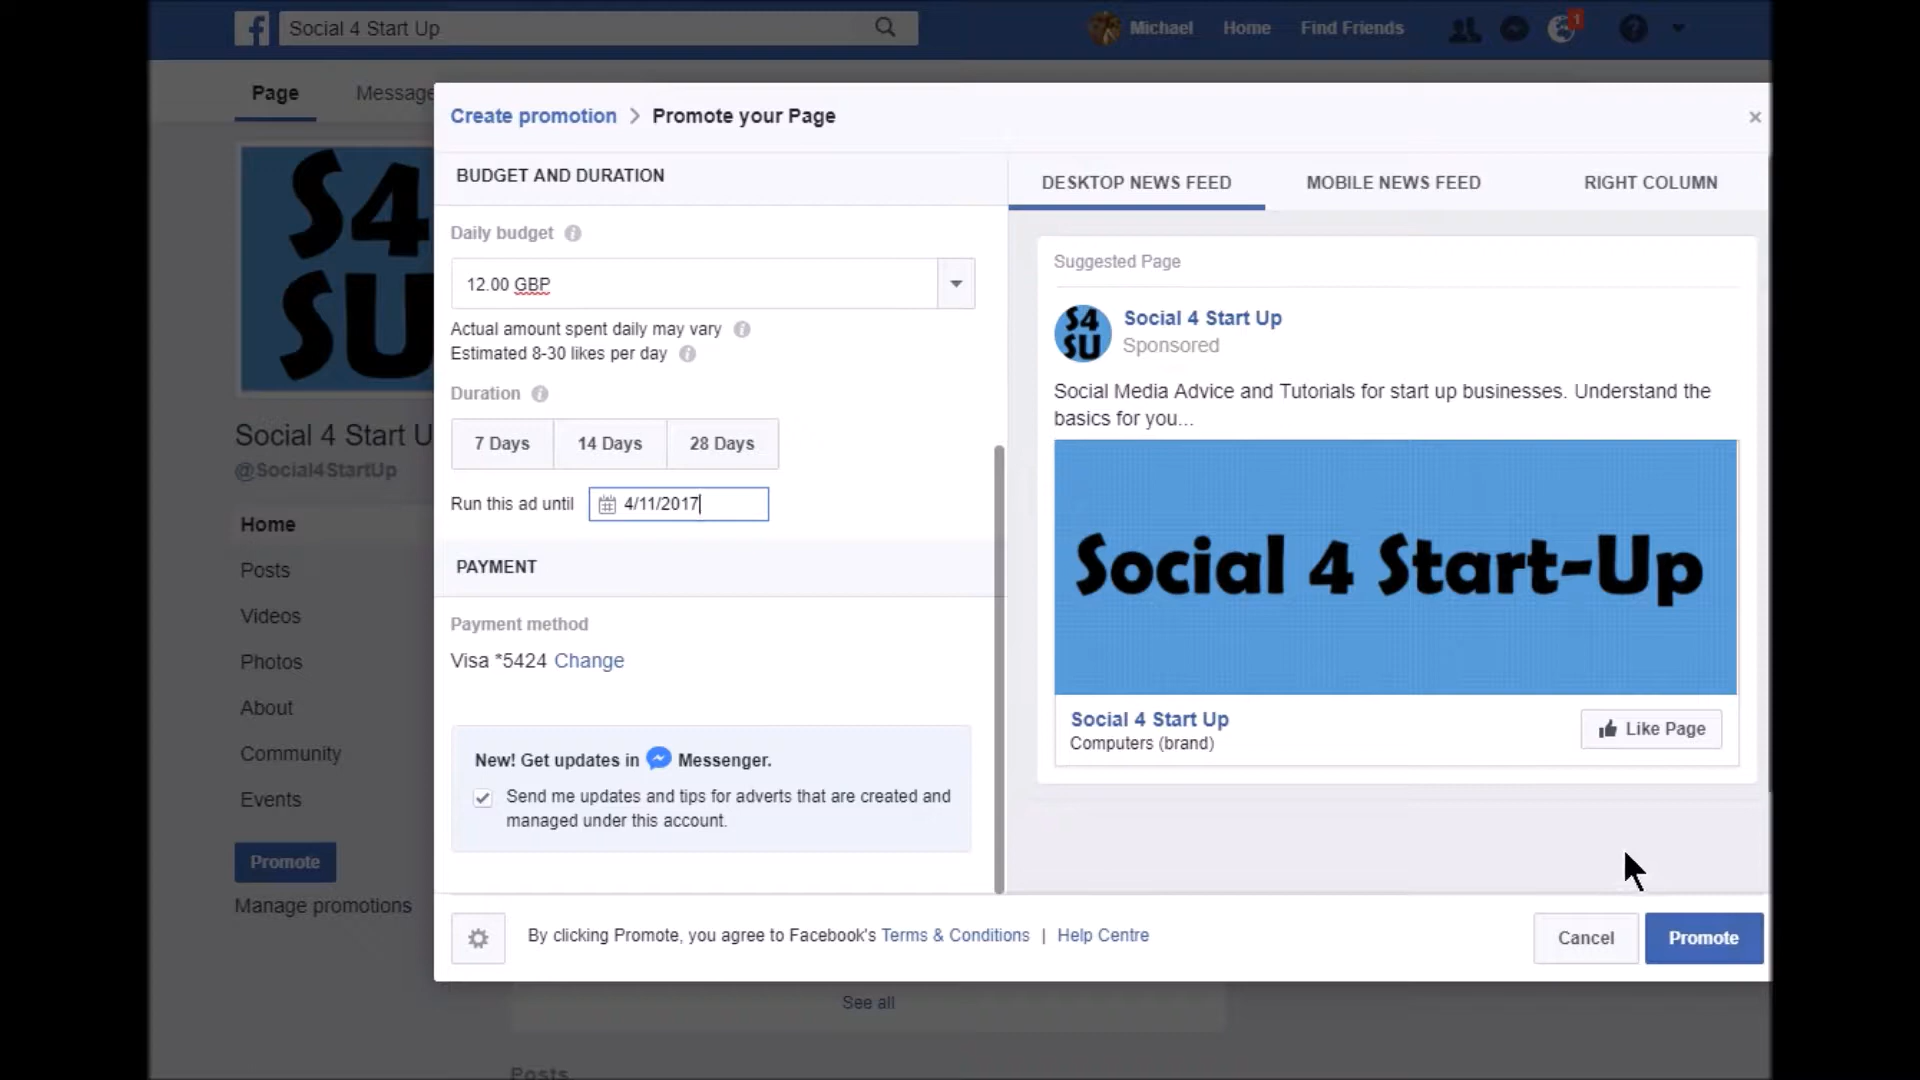 Social 4 Start Up
Michael
Home
Find Friends
1
Page
Message
S4
SU
Social 4 Start U
@Social4StartUp
Home
Posts
Videos
Photos
About
Community
Events
Promote
Manage promotions
Create promotion > Promote your Page
×
BUDGET AND DURATION
Daily budget
12.00 GBP
Actual amount spent daily may vary
Estimated 8-30 likes per day
Duration
7 Days
14 Days
28 Days
Run this ad until
4/11/2017
PAYMENT
Payment method
Visa *5424 Change
New! Get updates in Messenger.
Send me updates and tips for adverts that are created and
managed under this account.
DESKTOP NEWS FEED
MOBILE NEWS FEED
RIGHT COLUMN
Suggested Page
S4
SU
Social 4 Start Up
Sponsored
Social Media Advice and Tutorials for start up businesses. Understand the
basics for you...
Social 4 Start-Up
Social 4 Start Up
Computers (brand)
Like Page
By clicking Promote, you agree to Facebook's Terms & Conditions | Help Centre
Cancel
Promote
See all
Posts